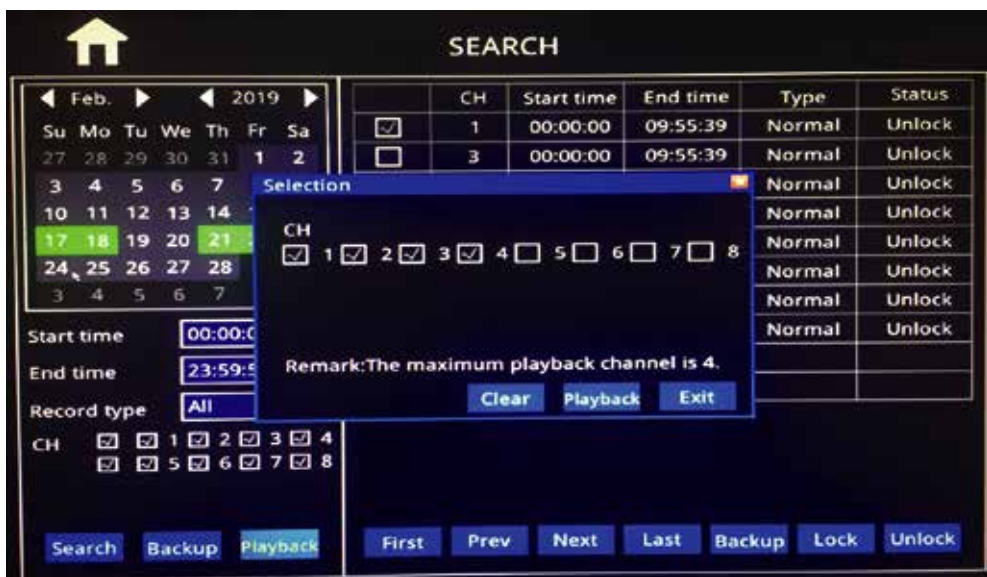 SEARCH
Feb. 2019
Su Mo Tu We Th Fr Sa
27 28 29 30 31 1 2
3 4 5 6 7
10 11 12 13 14
17 18 19 20 21
24 25 26 27 28
3 4 5 6 7
Start time 00:00:0
End time 23:59:5
Record type All
CH 1 2 3 4
5 6 7 8
Search Backup Playback
CH Start time End time Type Status
1 00:00:00 09:55:39 Normal Unlock
3 00:00:00 09:55:39 Normal Unlock
Normal Unlock
Normal Unlock
Normal Unlock
Normal Unlock
Normal Unlock
Normal Unlock
Selection
CH
1 2 3 4 5 6 7 8
Remark:The maximum playback channel is 4.
Clear Playback Exit
First Prev Next Last Backup Lock Unlock